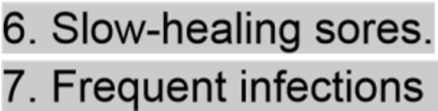 6. Slow-healing sores.
7. Frequent infections